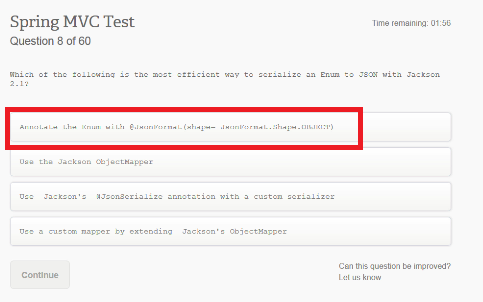 Spring MVC Test
Time remaining: 01:56
Question 8 of 60
Which of the following is the most efficient way to serialize an Enum to JSON with Jackson
2.1?
Annotate the Enum with @JsonFormat(shape= JsonFormat.Shape.OBJECT)
Use the Jackson ObjectMapper
Use Jackson's %JsonSerialize annotation with a custom serializer
Use a custom mapper by extending Jackson's ObjectMapper
Continue
Can this question be improved?
Let us know